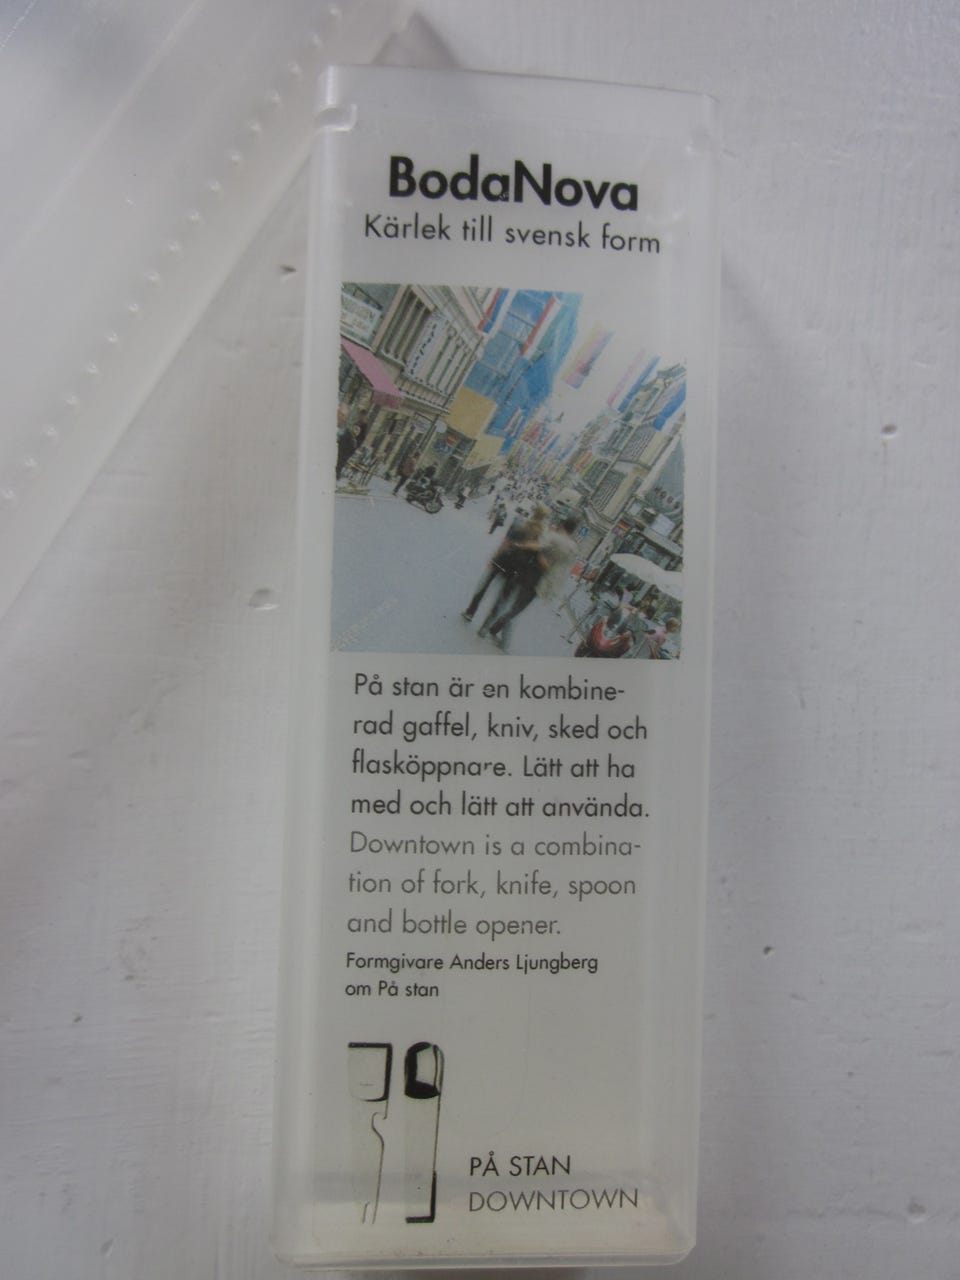 BodaNova
Kärlek till svensk form
På stan är en kombine-
rad gaffel, kniv, sked och
flasköppnare. Lätt att ha
med och lätt att använda.
Downtown is a combina-
tion of fork, knife, spoon
and bottle opener.
Formgivare Anders Ljungberg
om På stan
PÅ STAN
DOWNTOWN